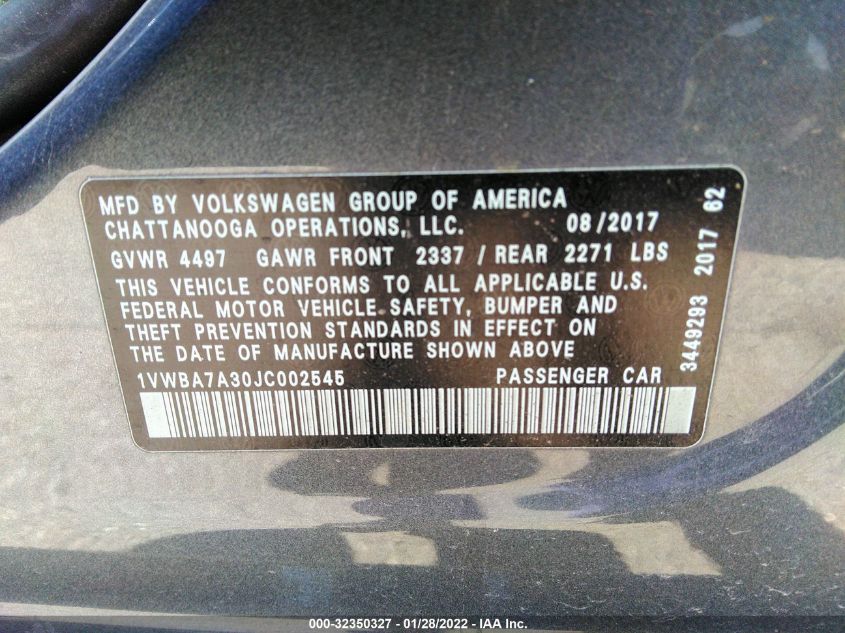 MFD BY VOLKSWAGEN GROUP OF AMERICA
CHATTANOOGA OPERATIONS, LLC. 08/2017
GVWR 4497 GAWR FRONT 2337 / REAR 2271 LBS
THIS VEHICLE CONFORMS TO ALL APPLICABLE U.S.
FEDERAL MOTOR VEHICLE SAFETY, BUMPER AND
THEFT PREVENTION STANDARDS IN EFFECT ON
THE DATE OF MANUFACTURE SHOWN ABOVE
1VWBA7A30JC002545 PASSENGER CAR
3449293 2017 62
000-32350327 - 01/28/2022 - IAA Inc.